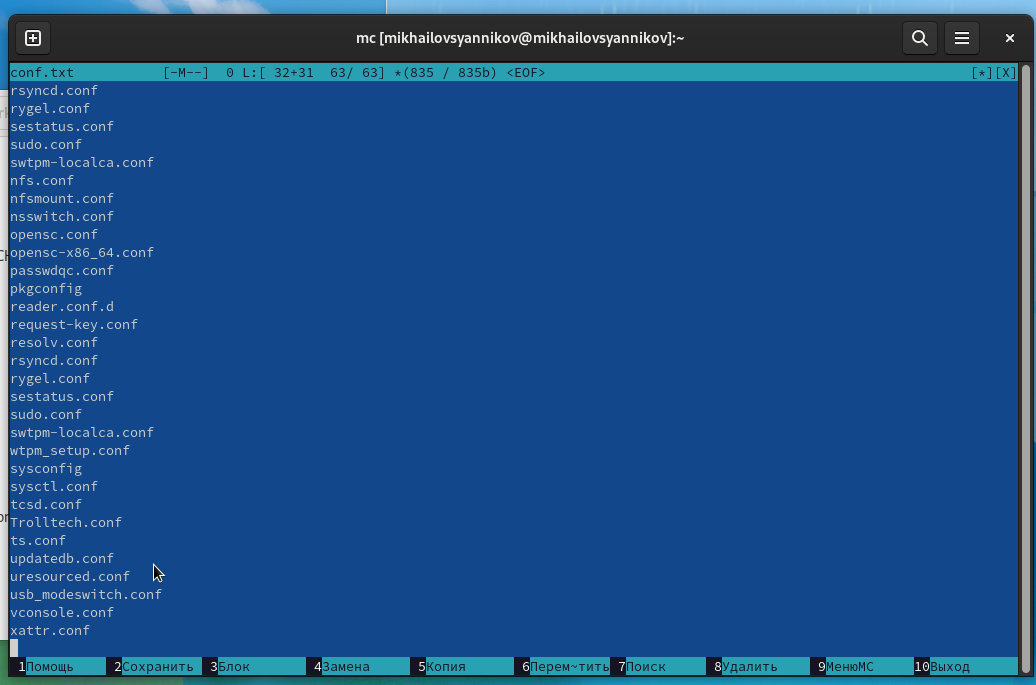 mc [mikhailovsyannikov@mikhailovsyannikov]:~
conf.txt [-M--] 0 L:[ 32+31 63/ 63] *(835 / 835b) <EOF> [*][X]
rsyncd.conf
rygel.conf
sestatus.conf
sudo.conf
swtpm-localca.conf
nfs.conf
nfsmount.conf
nsswitch.conf
opensc.conf
opensc-x86_64.conf
passwdqc.conf
pkgconfig
reader.conf.d
request-key.conf
resolv.conf
rsyncd.conf
rygel.conf
sestatus.conf
sudo.conf
swtpm-localca.conf
wtpm_setup.conf
sysconfig
sysctl.conf
tcsd.conf
Trolltech.conf
ts.conf
updatedb.conf
uresourced.conf
usb_modeswitch.conf
vconsole.conf
xattr.conf
1Помощь 2Сохранить 3Блок 4Замена 5Копия 6Перем~тить 7Поиск 8Удалить 9МенюМС 10Выход